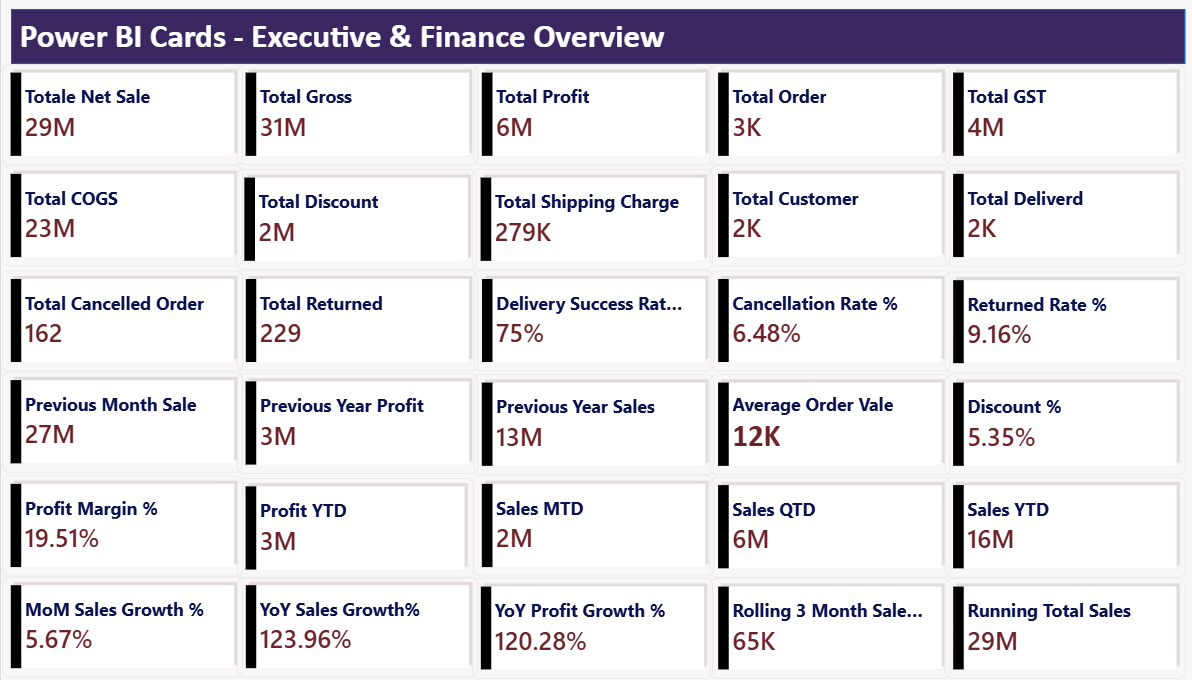 Power BI Cards - Executive & Finance Overview
Totale Net Sale
29M
Total Gross
31M
Total Profit
6M
Total Order
3K
Total GST
4M
Total COGS
23M
Total Discount
2M
Total Shipping Charge
279K
Total Customer
2K
Total Deliverd
2K
Total Cancelled Order
162
Total Returned
229
Delivery Success Rat...
75%
Cancellation Rate %
6.48%
Returned Rate %
9.16%
Previous Month Sale
27M
Previous Year Profit
3M
Previous Year Sales
13M
Average Order Vale
12K
Discount %
5.35%
Profit Margin %
19.51%
Profit YTD
3M
Sales MTD
2M
Sales QTD
6M
Sales YTD
16M
MoM Sales Growth %
5.67%
YoY Sales Growth%
123.96%
YoY Profit Growth %
120.28%
Rolling 3 Month Sale...
65K
Running Total Sales
29M